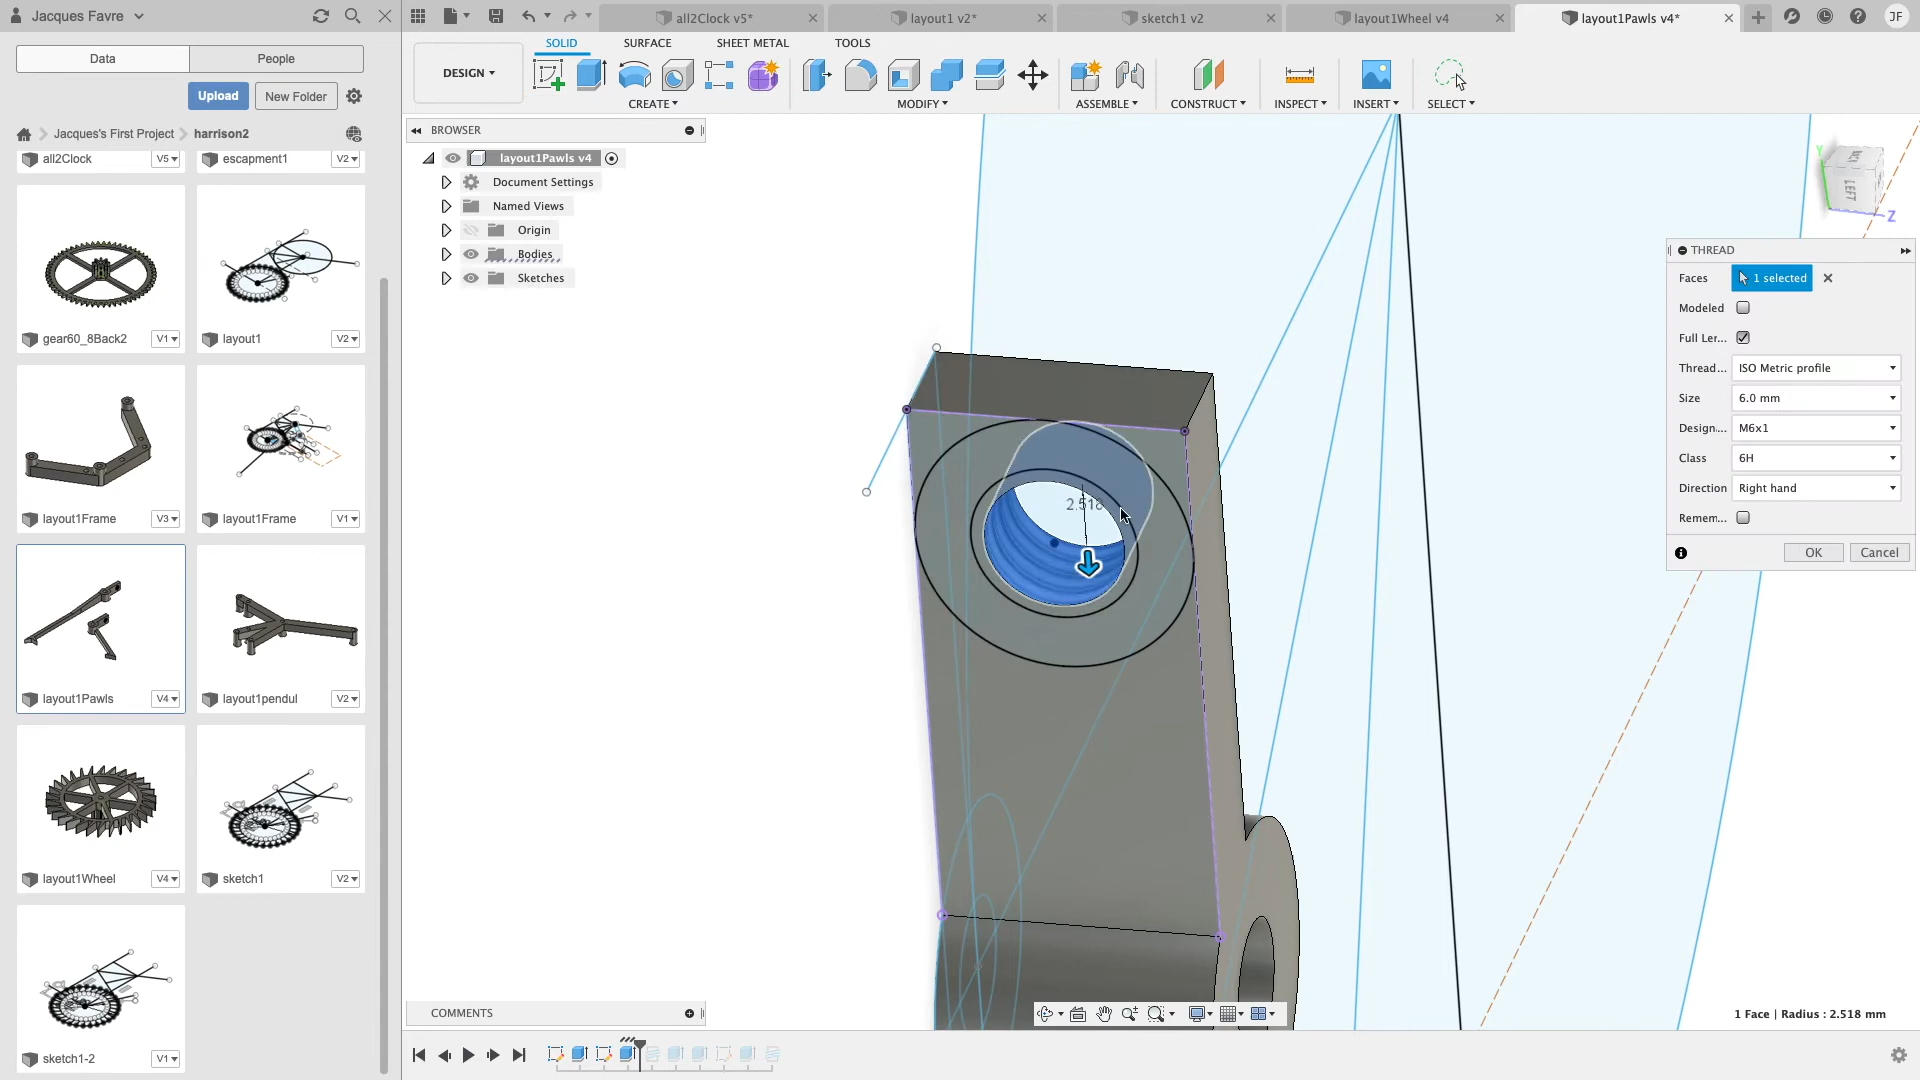 Jacques Favre
all2Clock v5*
layout1 v2*
sketch1 v2
layout1Wheel v4
layout1Pawls v4*
JF
Data
People
DESIGN
SOLID
SURFACE
SHEET METAL
TOOLS
Upload
New Folder
CREATE
MODIFY
ASSEMBLE
CONSTRUCT
INSPECT
INSERT
SELECT
Jacques's First Project
harrison2
BROWSER
all2Clock
V5
escapment1
V2
layout1Pawls v4
Document Settings
Named Views
Origin
Bodies
Sketches
LEFT
Y
Z
gear60_8Back2
V1
layout1
V2
THREAD
Faces
1 selected
Modeled
Full Ler...
Thread...
ISO Metric profile
Size
6.0 mm
Design...
M6x1
Class
6H
Direction
Right hand
Remem...
OK
Cancel
2.518
layout1Frame
V3
layout1Frame
V1
layout1Pawls
V4
layout1pendul
V2
layout1Wheel
V4
sketch1
V2
sketch1-2
V1
COMMENTS
1 Face | Radius : 2.518 mm